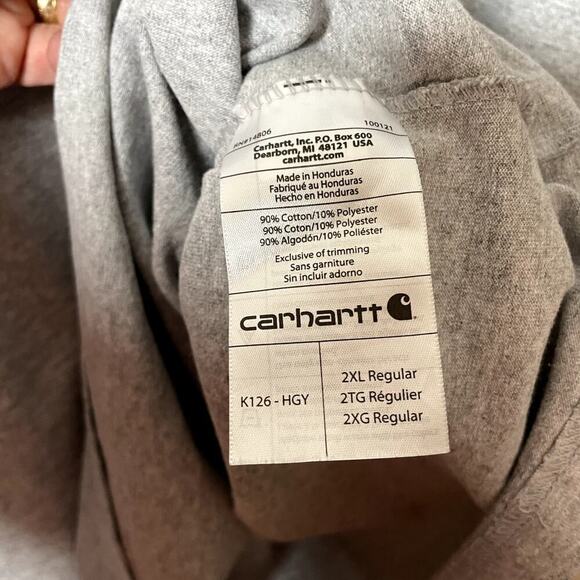 RN#14806 100121
Carhartt, Inc. P.O. Box 600
Dearborn, MI 48121 USA
carhartt.com
Made in Honduras
Fabriqué au Honduras
Hecho en Honduras
90% Cotton/10% Polyester
90% Coton/10% Polyester
90% Algodón/10% Poliéster
Exclusive of trimming
Sans garniture
Sin incluir adorno
carhartt
K126 - HGY
2XL Regular
2TG Régulier
2XG Regular